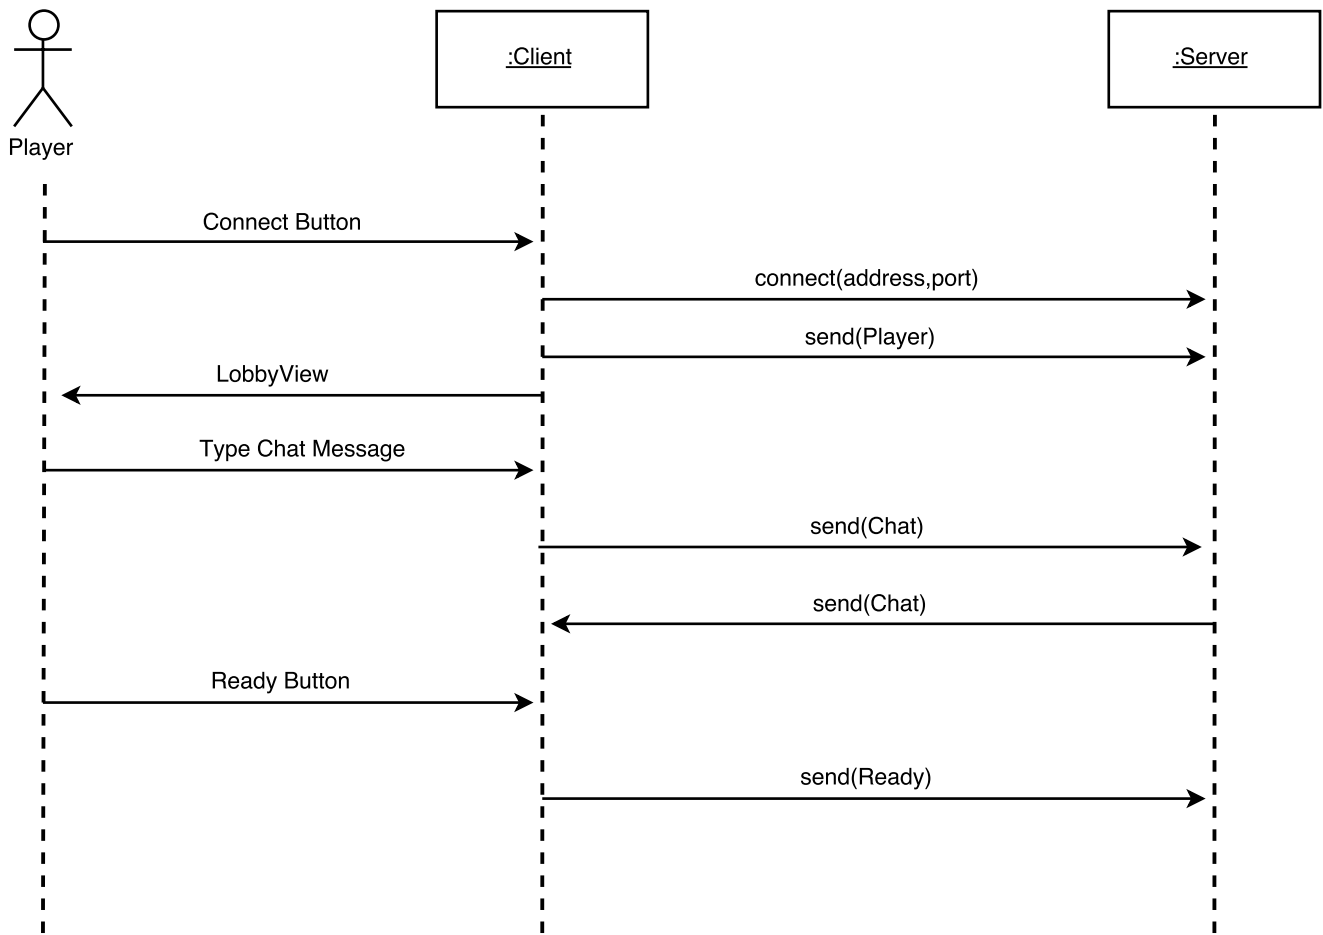 :Client
:Server
Player
Connect Button
connect(address,port)
send(Player)
LobbyView
Type Chat Message
send(Chat)
send(Chat)
Ready Button
send(Ready)